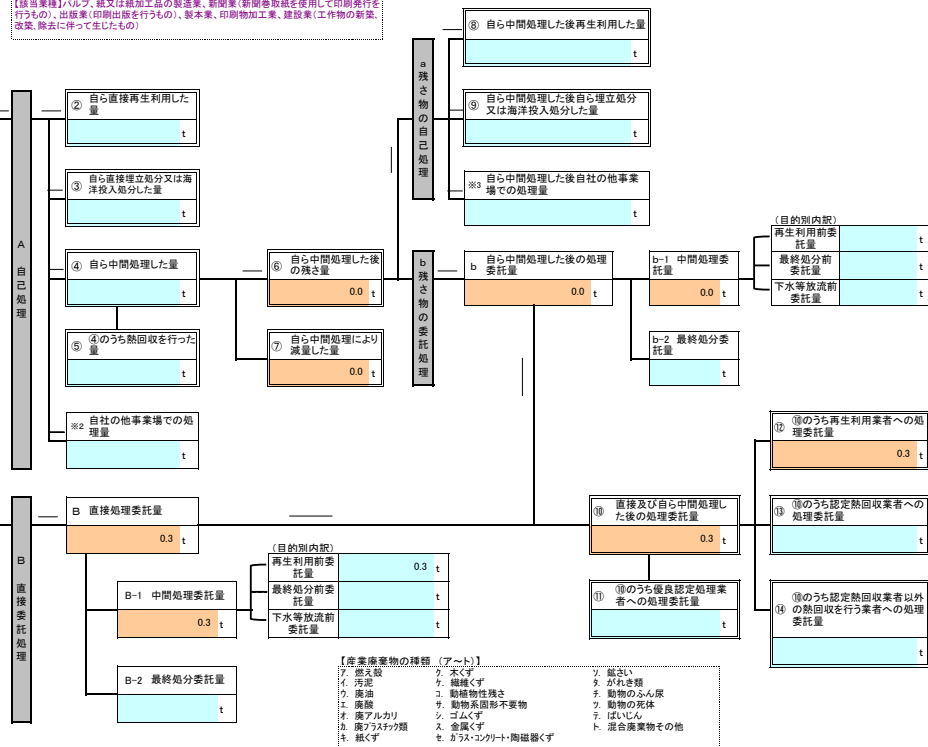 【該当業種】パルプ、紙又は紙加工品の製造業、新聞業(新聞巻取紙を使用して印刷発行を
行うもの)、出版業(印刷出版を行うもの)、製本業、印刷物加工業、建設業(工作物の新築、
改築、除去に伴って生じたもの)
⑧ 自ら中間処理した後再生利用した量
t
a 残さ物の自己処理
② 自ら直接再生利用した
量
t
⑨ 自ら中間処理した後自ら埋立処分
又は海洋投入処分した量
t
③ 自ら直接埋立処分又は海
洋投入処分した量
t
※3 自ら中間処理した後自社の他事業
場での処理量
t
A 自己処理
④ 自ら中間処理した量
t
⑥ 自ら中間処理した後
の残さ量
0.0 t
b 残さ物の委託処理
b 自ら中間処理した後の処理
委託量
0.0 t
b-1 中間処理委
託量
0.0 t
(目的別内訳)
再生利用前委
託量
t
最終処分前
委託量
t
下水等放流前
委託量
t
⑤ ④のうち熱回収を行った
量
t
⑦ 自ら中間処理により
減量した量
0.0 t
b-2 最終処分委
託量
t
※2 自社の他事業場での処
理量
t
⑫ ⑩のうち再生利用業者への処
理委託量
0.3 t
B 直接委託処理
B 直接処理委託量
0.3 t
⑩ 直接及び自ら中間処理し
た後の処理委託量
0.3 t
⑬ ⑩のうち認定熱回収業者への
処理委託量
t
B-1 中間処理委託量
0.3 t
(目的別内訳)
再生利用前委
託量
0.3 t
最終処分前委
託量
t
下水等放流前
委託量
t
⑪ ⑩のうち優良認定処理業
者への処理委託量
t
⑭ ⑩のうち認定熱回収業者以外
の熱回収を行う業者への処理
委託量
t
B-2 最終処分委託量
t
【産業廃棄物の種類 (ア~ト)】
ア. 燃え殻 ク. 木くず ソ. 鉱さい
イ. 汚泥 ケ. 繊維くず タ. がれき類
ウ. 廃油 コ. 動植物性残さ チ. 動物のふん尿
エ. 廃酸 サ. 動物系固形不要物 ツ. 動物の死体
オ. 廃アルカリ シ. ゴムくず テ. ばいじん
カ. 廃プラスチック類 ス. 金属くず ト. 混合廃棄物その他
キ. 紙くず セ. ガラス・コンクリート・陶磁器くず